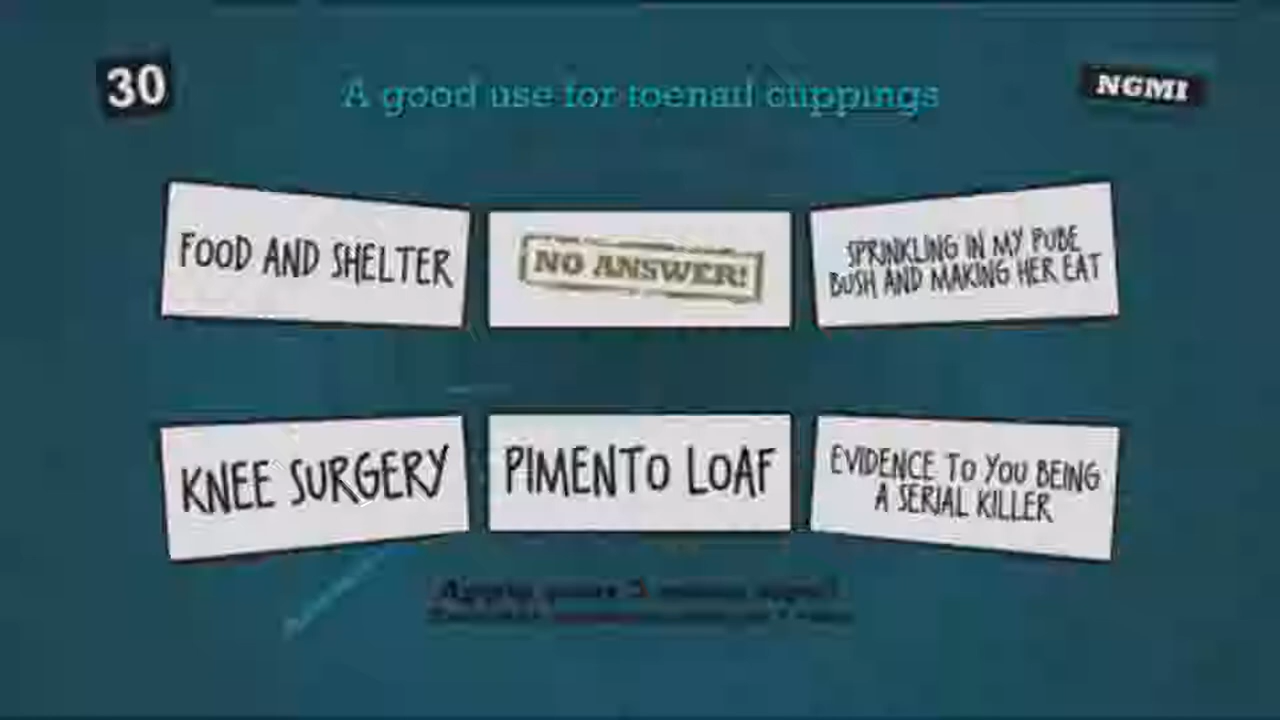 30
A good use for toenail clippings
NGMI
FOOD AND SHELTER
NO ANSWER!
SPRINKLING IN MY PUBE
BUSH AND MAKING HER EAT
KNEE SURGERY
PIMENTO LOAF
EVIDENCE TO YOU BEING
A SERIAL KILLER